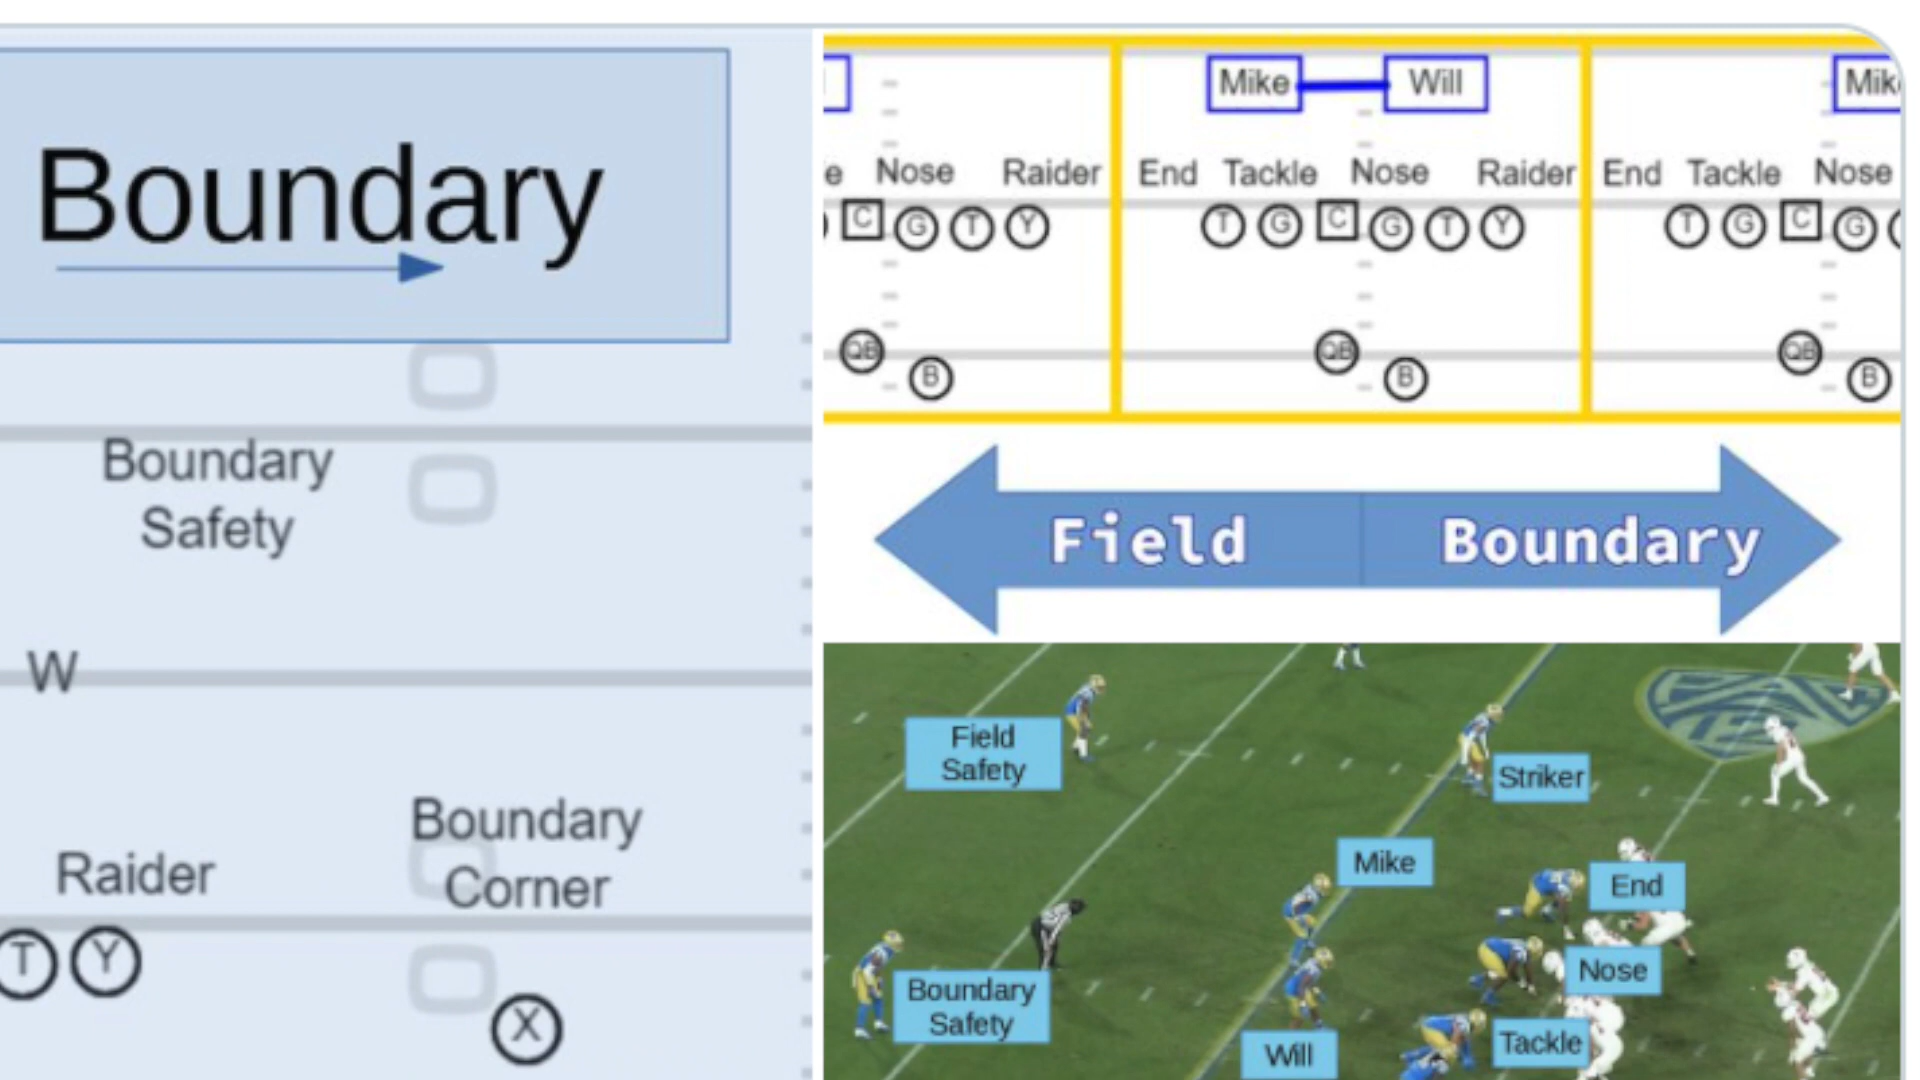 Boundary
Boundary
Safety
W
Raider
Boundary
Corner
T Y
X
Mike Will
Mik
e Nose Raider
End Tackle Nose Raider
End Tackle Nose
C G T Y
T G C G T Y
T G C G
QB B
QB B
QB B
Field Boundary
Field
Safety
Striker
Mike
End
Nose
Boundary
Safety
Will
Tackle